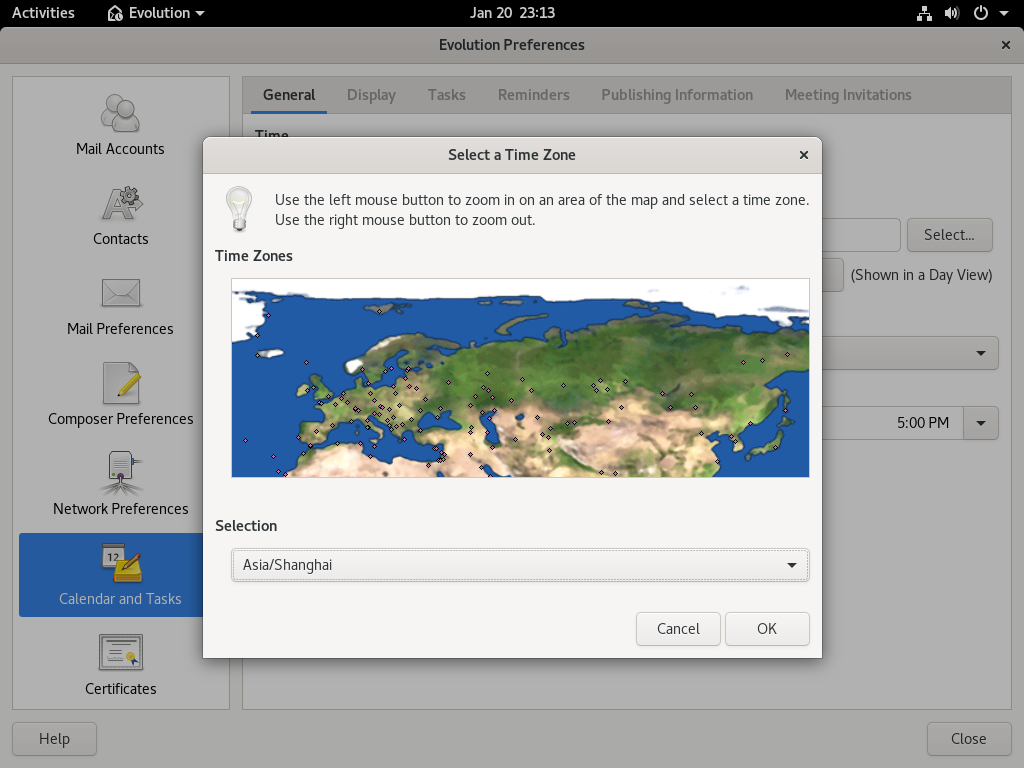 Activities
Evolution
Jan 20 23:13
Evolution Preferences
Mail Accounts
Contacts
Mail Preferences
Composer Preferences
Network Preferences
12
Calendar and Tasks
Certificates
General
Display
Tasks
Reminders
Publishing Information
Meeting Invitations
Time
Select...
(Shown in a Day View)
5:00 PM
Select a Time Zone
Use the left mouse button to zoom in on an area of the map and select a time zone.
Use the right mouse button to zoom out.
Time Zones
Selection
Asia/Shanghai
Cancel
OK
Help
Close